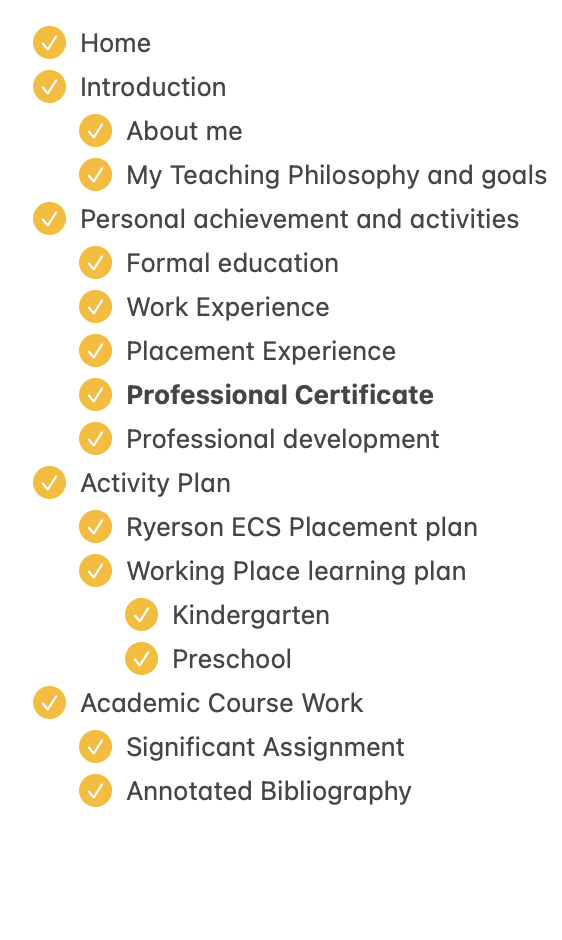 Home
Introduction
About me
My Teaching Philosophy and goals
Personal achievement and activities
Formal education
Work Experience
Placement Experience
Professional Certificate
Professional development
Activity Plan
Ryerson ECS Placement plan
Working Place learning plan
Kindergarten
Preschool
Academic Course Work
Significant Assignment
Annotated Bibliography